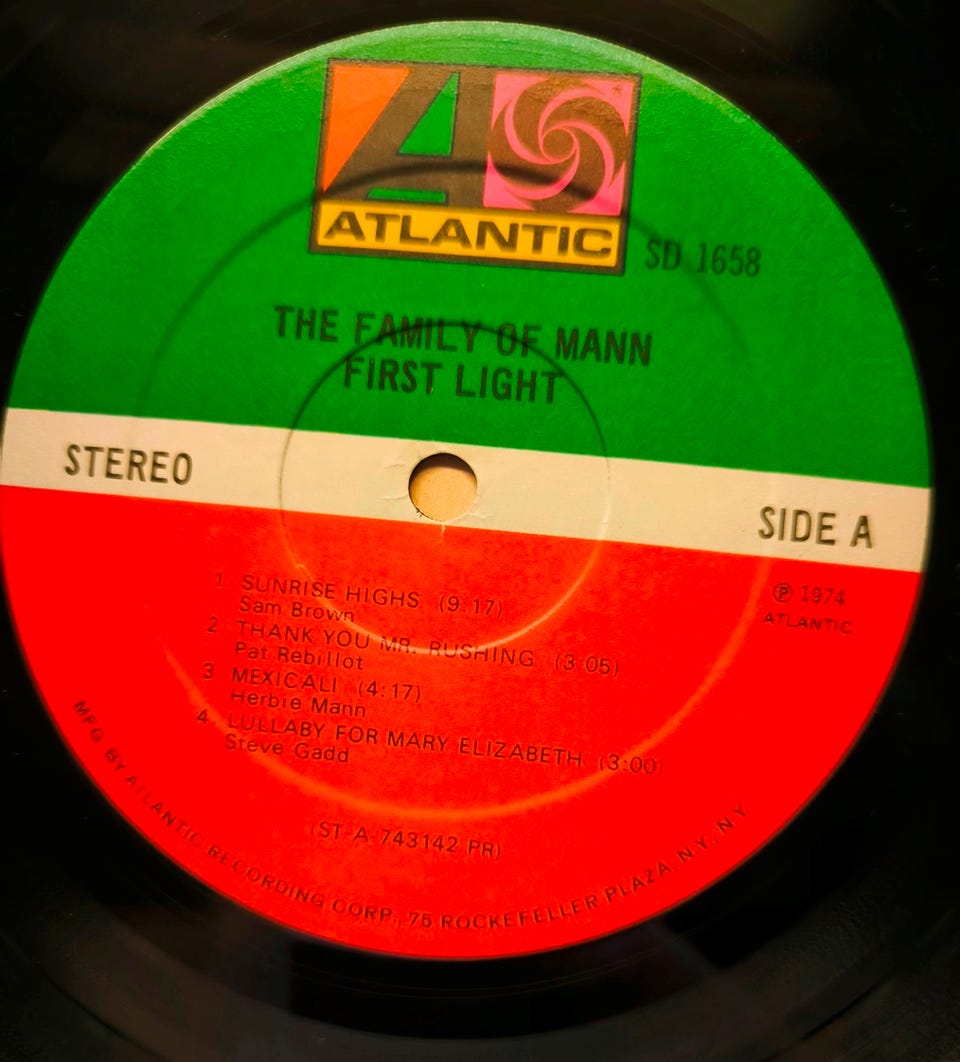 ATLANTIC
SD 1658
THE FAMILY OF MANN
FIRST LIGHT
STEREO
SIDE A
℗ 1974
ATLANTIC
1 SUNRISE HIGHS (9:17)
Sam Brown
2 THANK YOU MR. RUSHING (3:05)
Pat Rebillot
3 MEXICALI (4:17)
Herbie Mann
4. LULLABY FOR MARY ELIZABETH (3:00)
Steve Gadd
(ST-A-743142 PR)
MFG BY ATLANTIC RECORDING CORP., 75 ROCKEFELLER PLAZA, N.Y., N.Y.